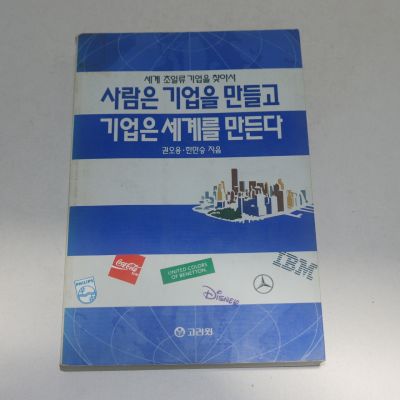 세계 초일류 기업을 찾아서
사람은 기업을 만들고
기업은 세계를 만든다
권오용·한만승 지음
IBM
Coca-Cola
UNITED COLORS
OF BENETTON.
PHILIPS
DISNEY
고려원